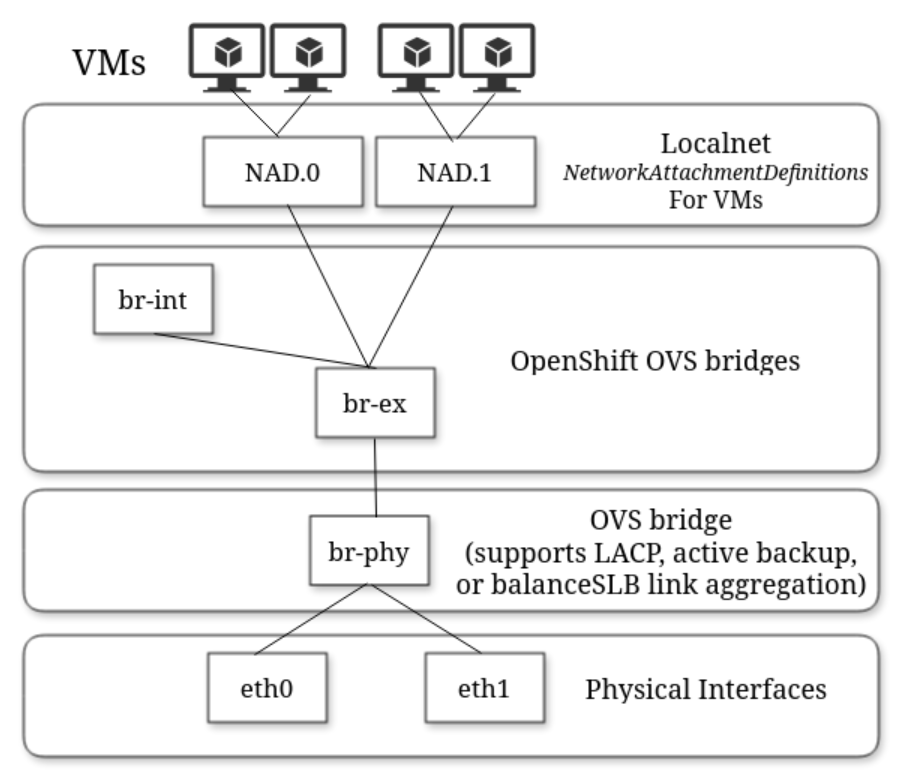 VMs
NAD.0
NAD.1
Localnet
NetworkAttachmentDefinitions
For VMs
br-int
OpenShift OVS bridges
br-ex
br-phy
OVS bridge
(supports LACP, active backup,
or balanceSLB link aggregation)
eth0
eth1
Physical Interfaces